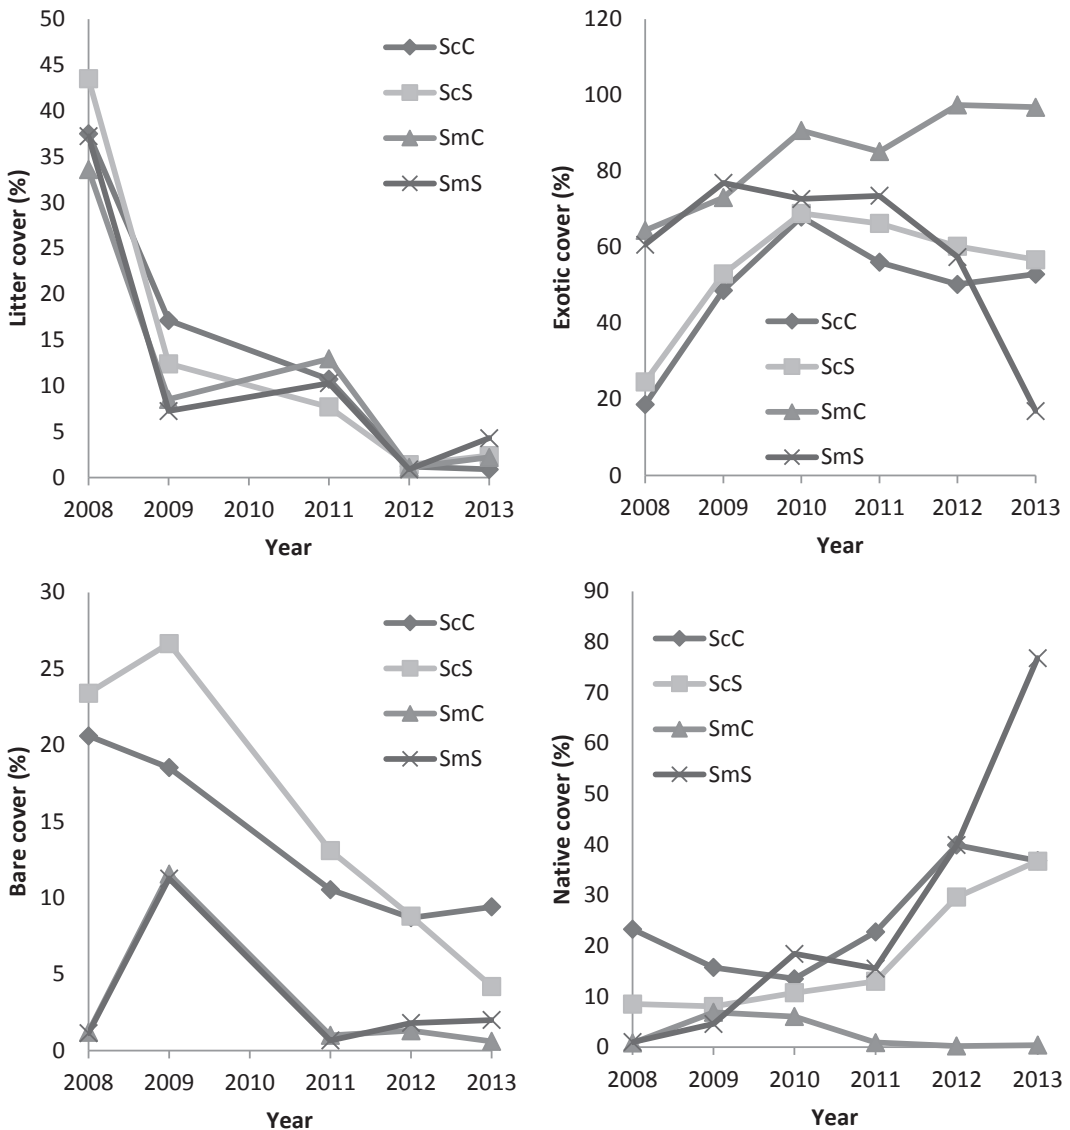 50
45
40
35
30
25
20
15
10
5
0
Litter cover (%)
ScC
ScS
SmC
SmS
2008 2009 2010 2011 2012 2013
Year
120
100
80
60
40
20
0
Exotic cover (%)
ScC
ScS
SmC
SmS
2008 2009 2010 2011 2012 2013
Year
30
25
20
15
10
5
0
Bare cover (%)
ScC
ScS
SmC
SmS
2008 2009 2010 2011 2012 2013
Year
90
80
70
60
50
40
30
20
10
0
Native cover (%)
ScC
ScS
SmC
SmS
2008 2009 2010 2011 2012 2013
Year